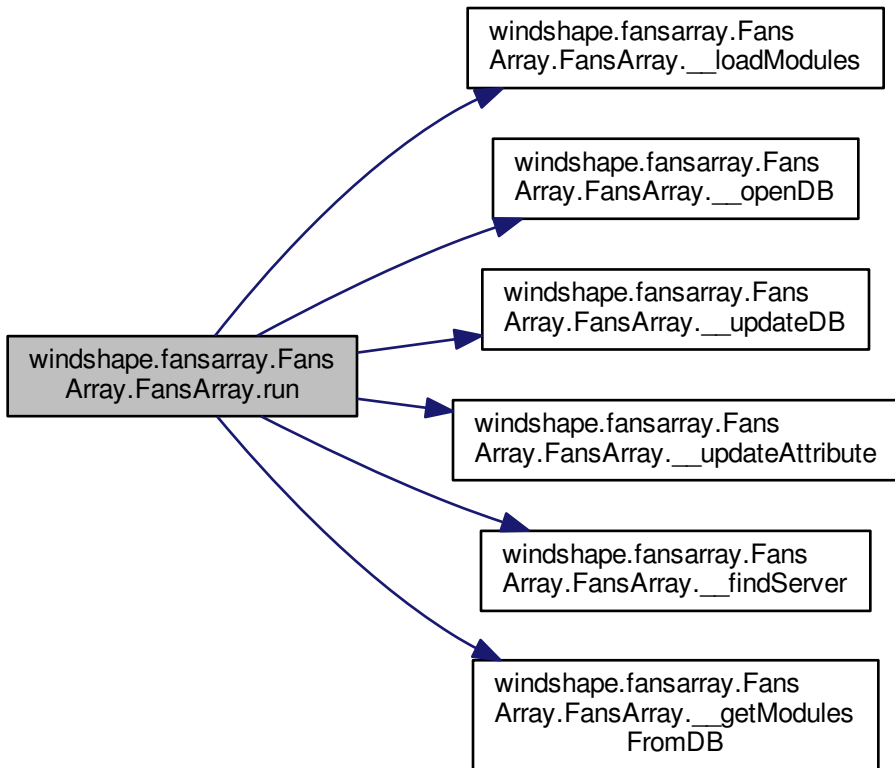 windshape.fansarray.Fans
Array.FansArray.__loadModules
windshape.fansarray.Fans
Array.FansArray.__openDB
windshape.fansarray.Fans
Array.FansArray.__updateDB
windshape.fansarray.Fans
Array.FansArray.run
windshape.fansarray.Fans
Array.FansArray.__updateAttribute
windshape.fansarray.Fans
Array.FansArray.__findServer
windshape.fansarray.Fans
Array.FansArray.__getModules
FromDB